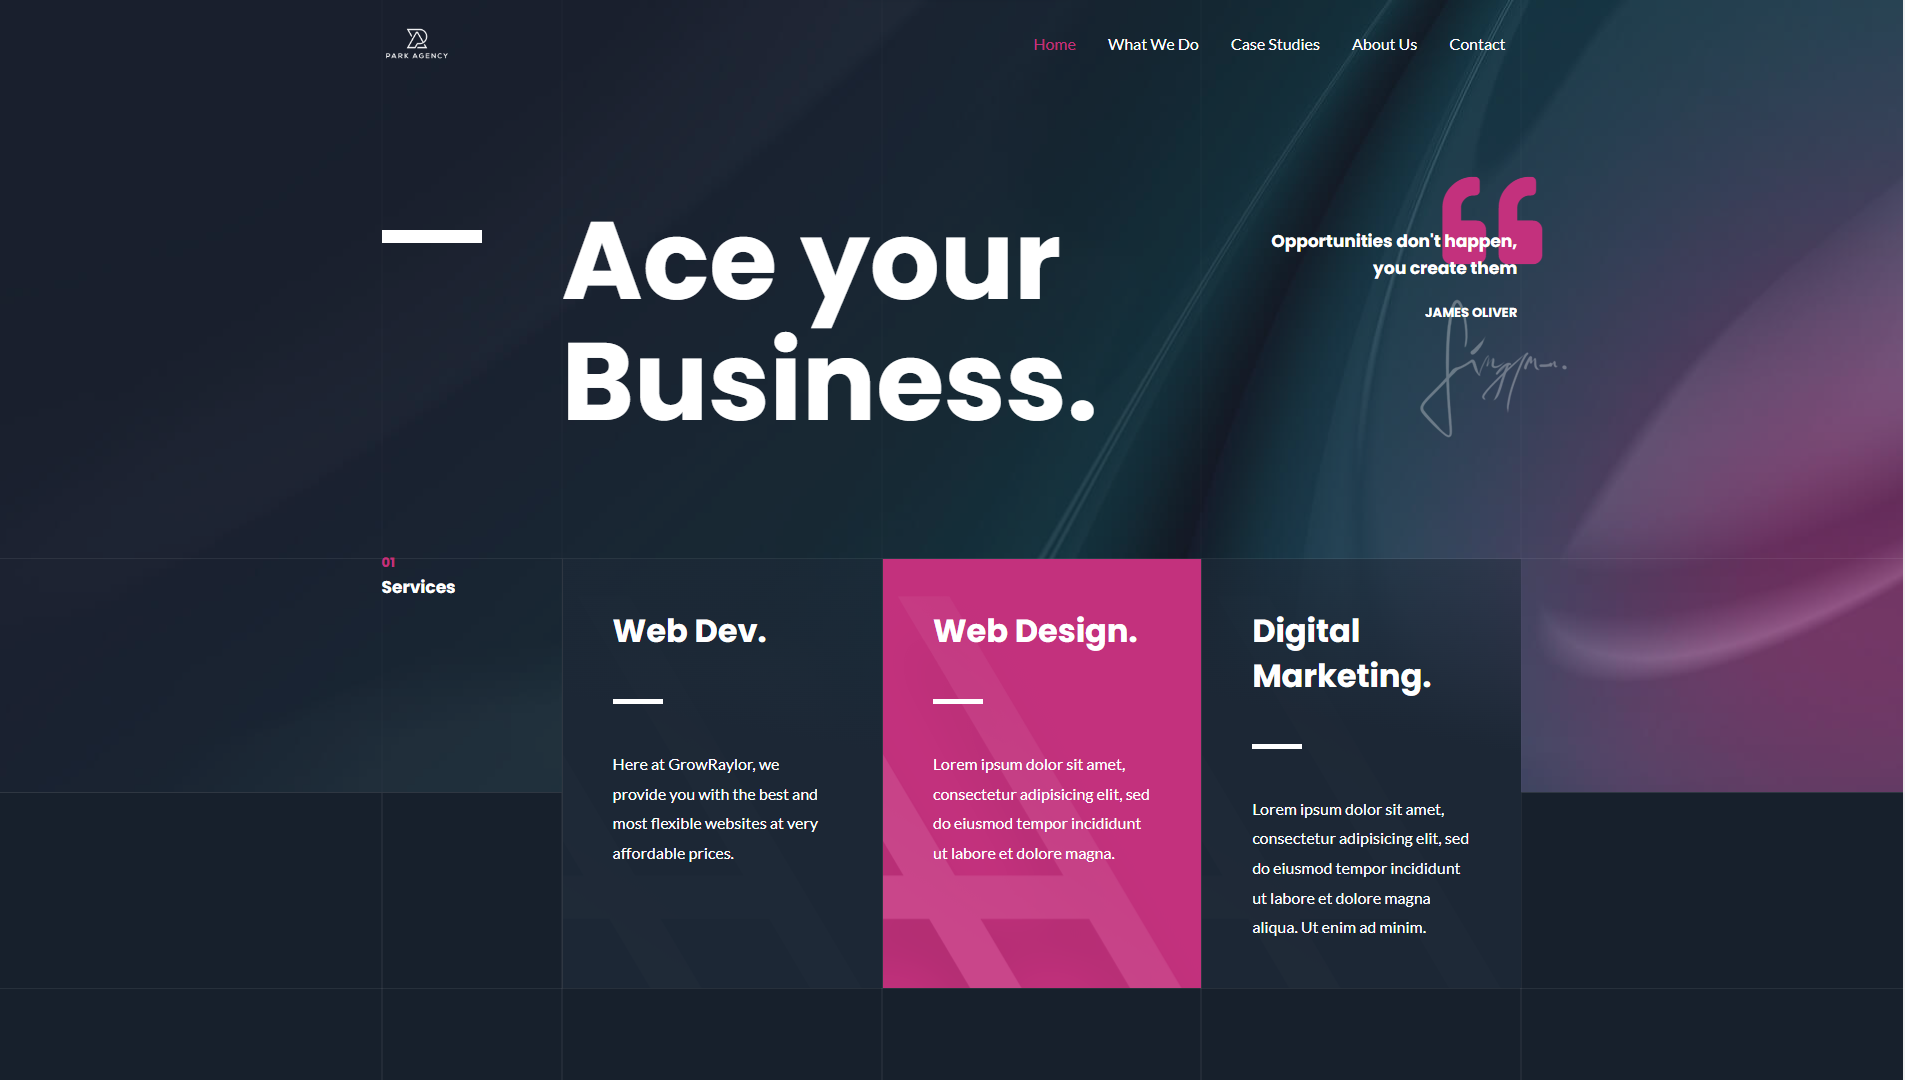 PARK AGENCY
Home
What We Do
Case Studies
About Us
Contact
Ace your
Business.
Opportunities don't happen,
you create them
JAMES OLIVER
01
Services
Web Dev.
Here at GrowRaylor, we
provide you with the best and
most flexible websites at very
affordable prices.
Web Design.
Lorem ipsum dolor sit amet,
consectetur adipisicing elit, sed
do eiusmod tempor incididunt
ut labore et dolore magna.
Digital
Marketing.
Lorem ipsum dolor sit amet,
consectetur adipisicing elit, sed
do eiusmod tempor incididunt
ut labore et dolore magna
aliqua. Ut enim ad minim.